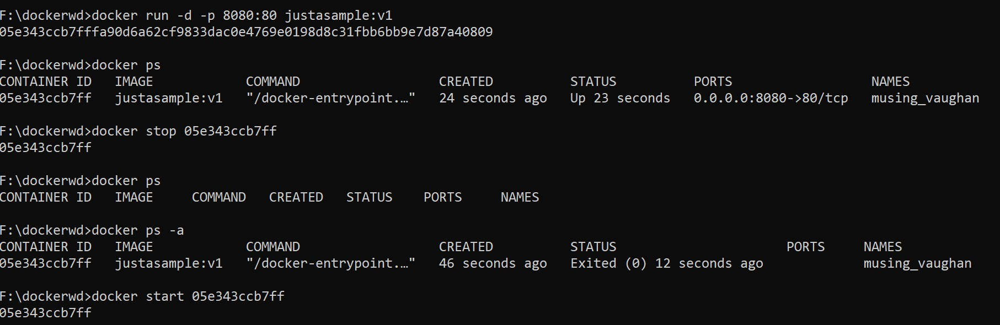 F:\dockerwd>docker run -d -p 8080:80 justasample:v1
05e343ccb7fffa90d6a62cf9833dac0e4769e0198d8c31fbb6bb9e7d87a40809
F:\dockerwd>docker ps
CONTAINER ID   IMAGE            COMMAND                  CREATED          STATUS          PORTS                  NAMES
05e343ccb7ff   justasample:v1   "/docker-entrypoint.…"   24 seconds ago   Up 23 seconds   0.0.0.0:8080->80/tcp   musing_vaughan
F:\dockerwd>docker stop 05e343ccb7ff
05e343ccb7ff
F:\dockerwd>docker ps
CONTAINER ID   IMAGE     COMMAND   CREATED   STATUS    PORTS     NAMES
F:\dockerwd>docker ps -a
CONTAINER ID   IMAGE            COMMAND                  CREATED          STATUS                      PORTS     NAMES
05e343ccb7ff   justasample:v1   "/docker-entrypoint.…"   46 seconds ago   Exited (0) 12 seconds ago             musing_vaughan
F:\dockerwd>docker start 05e343ccb7ff
05e343ccb7ff